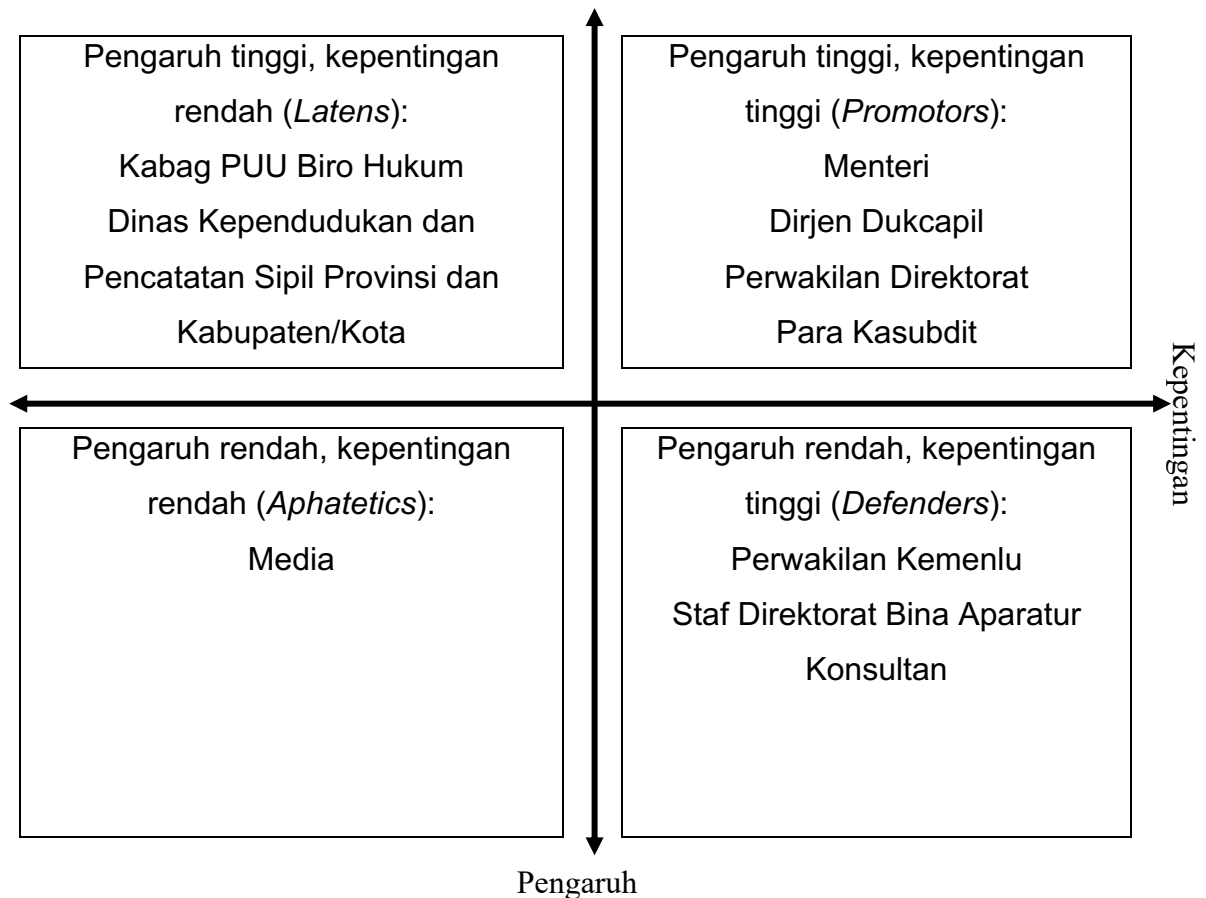 Pengaruh tinggi, kepentingan
rendah (Latens):
Kabag PUU Biro Hukum
Dinas Kependudukan dan
Pencatatan Sipil Provinsi dan
Kabupaten/Kota
Pengaruh tinggi, kepentingan
tinggi (Promotors):
Menteri
Dirjen Dukcapil
Perwakilan Direktorat
Para Kasubdit
Kepentingan
Pengaruh rendah, kepentingan
rendah (Aphatetics):
Media
Pengaruh rendah, kepentingan
tinggi (Defenders):
Perwakilan Kemenlu
Staf Direktorat Bina Aparatur
Konsultan
Pengaruh